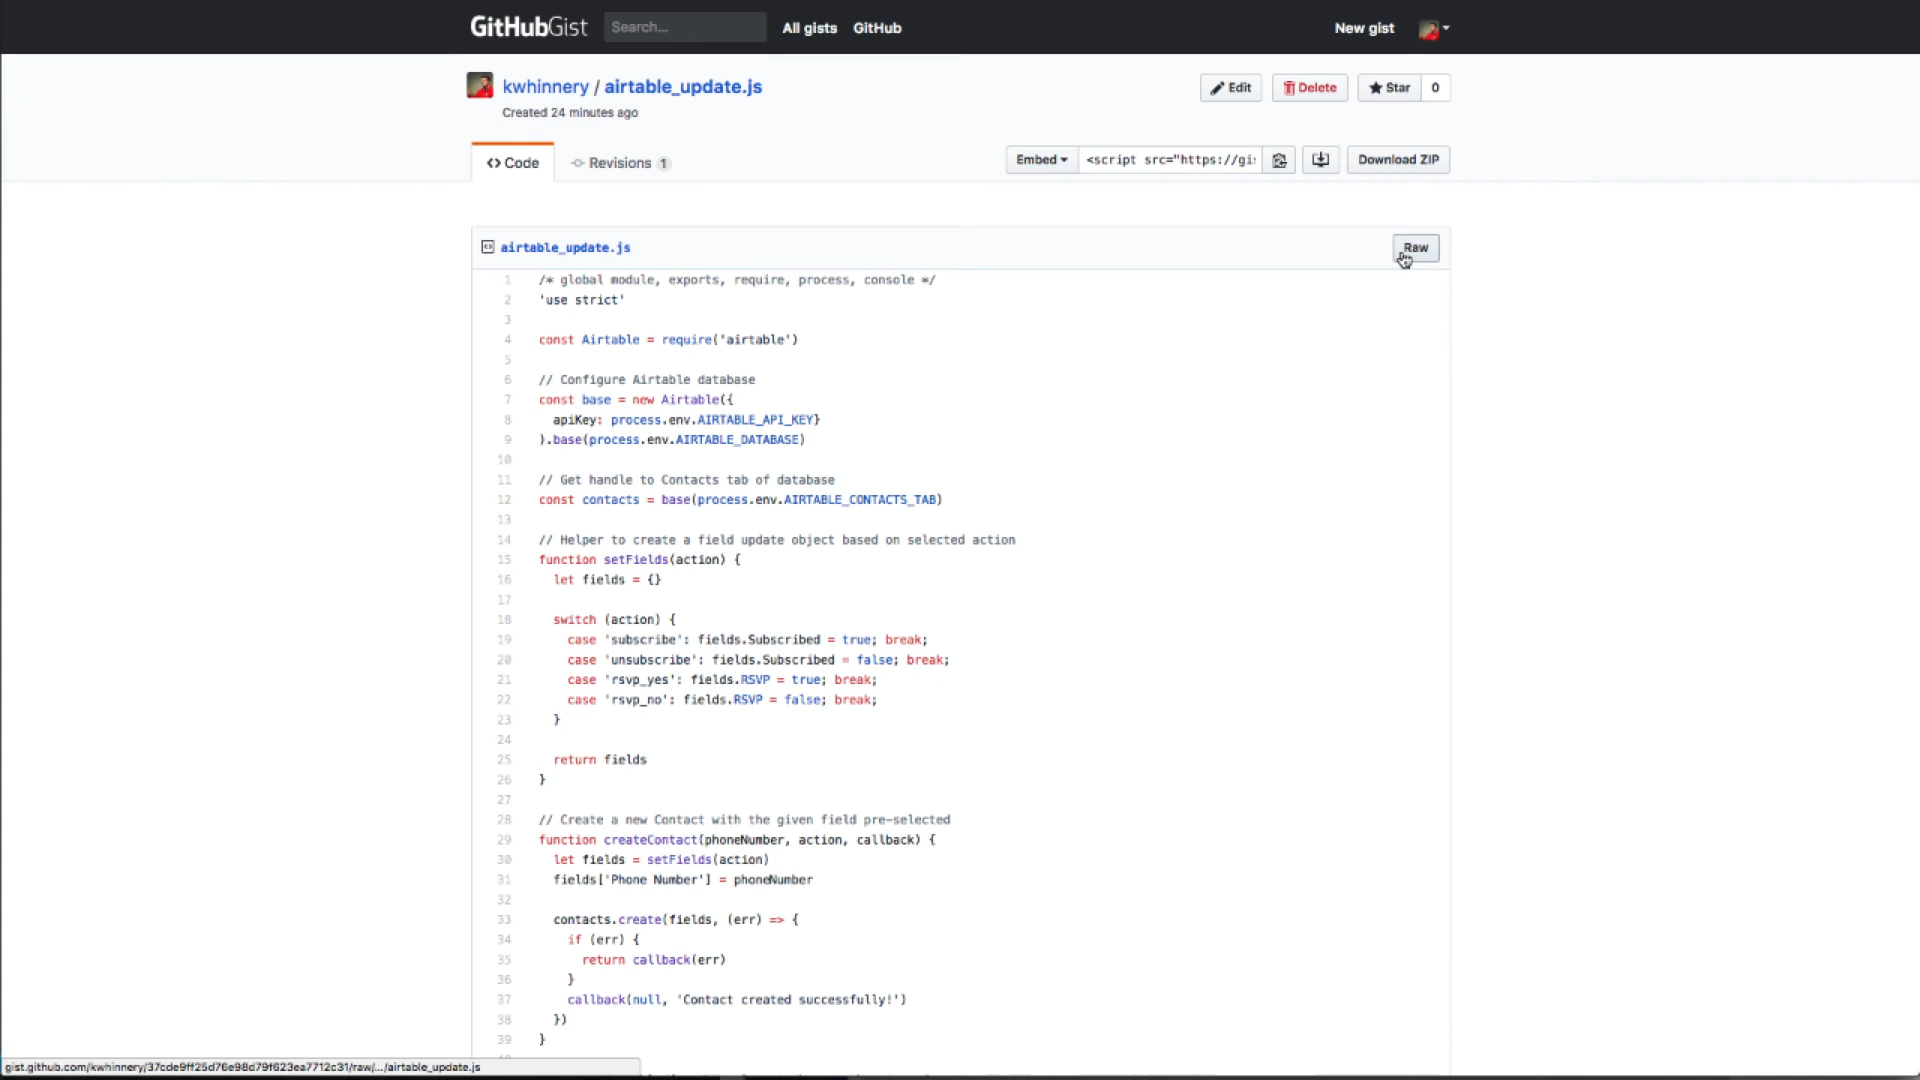 GitHubGist Search... All gists GitHub New gist
kwhinnery / airtable_update.js Edit Delete Star 0
Created 24 minutes ago
Code Revisions 1 Embed <script src="https://gi: Download ZIP
airtable_update.js Raw
1 /* global module, exports, require, process, console */
2 'use strict'
3
4 const Airtable = require('airtable')
5
6 // Configure Airtable database
7 const base = new Airtable({
8 apiKey: process.env.AIRTABLE_API_KEY}
9 ).base(process.env.AIRTABLE_DATABASE)
10
11 // Get handle to Contacts tab of database
12 const contacts = base(process.env.AIRTABLE_CONTACTS_TAB)
13
14 // Helper to create a field update object based on selected action
15 function setFields(action) {
16 let fields = {}
17
18 switch (action) {
19 case 'subscribe': fields.Subscribed = true; break;
20 case 'unsubscribe': fields.Subscribed = false; break;
21 case 'rsvp_yes': fields.RSVP = true; break;
22 case 'rsvp_no': fields.RSVP = false; break;
23 }
24
25 return fields
26 }
27
28 // Create a new Contact with the given field pre-selected
29 function createContact(phoneNumber, action, callback) {
30 let fields = setFields(action)
31 fields['Phone Number'] = phoneNumber
32
33 contacts.create(fields, (err) => {
34 if (err) {
35 return callback(err)
36 }
37 callback(null, 'Contact created successfully!')
38 })
39 }
gist.github.com/kwhinnery/37cde9ff25d76e98d79f623ea7712c31/raw/.../airtable_update.js